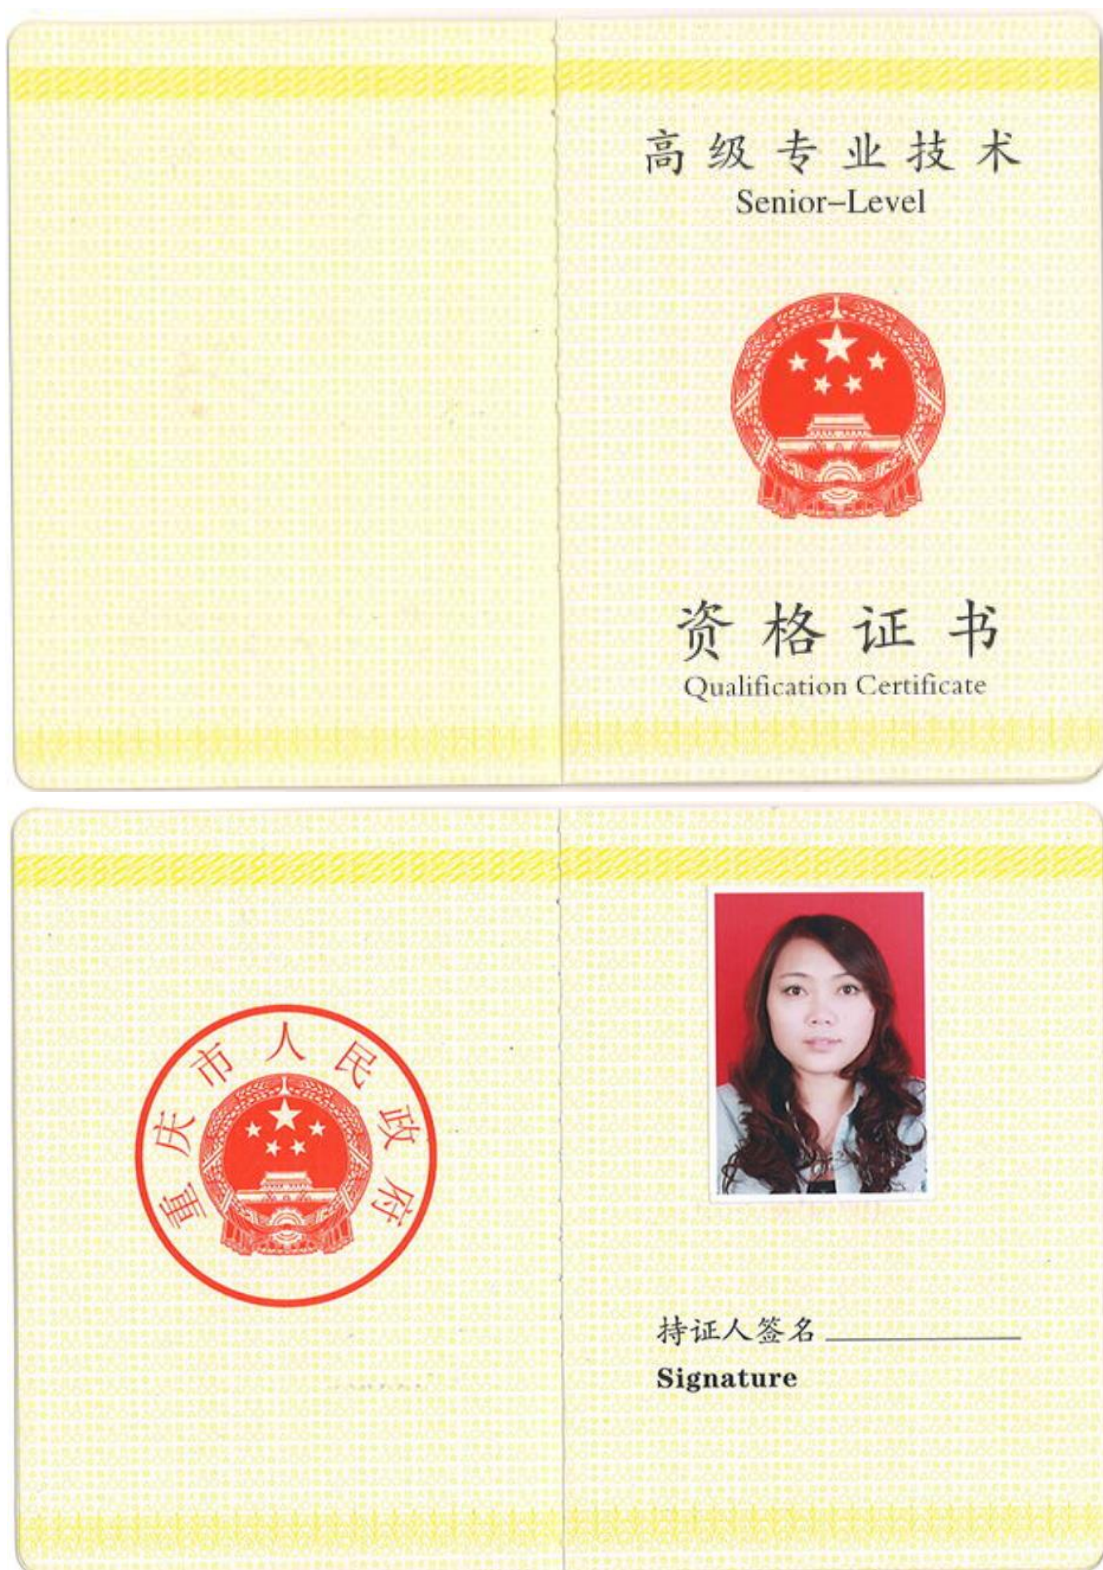 高级专业技术
Senior-Level
资格证书
Qualification Certificate
重庆市人民政府
持证人签名
Signature